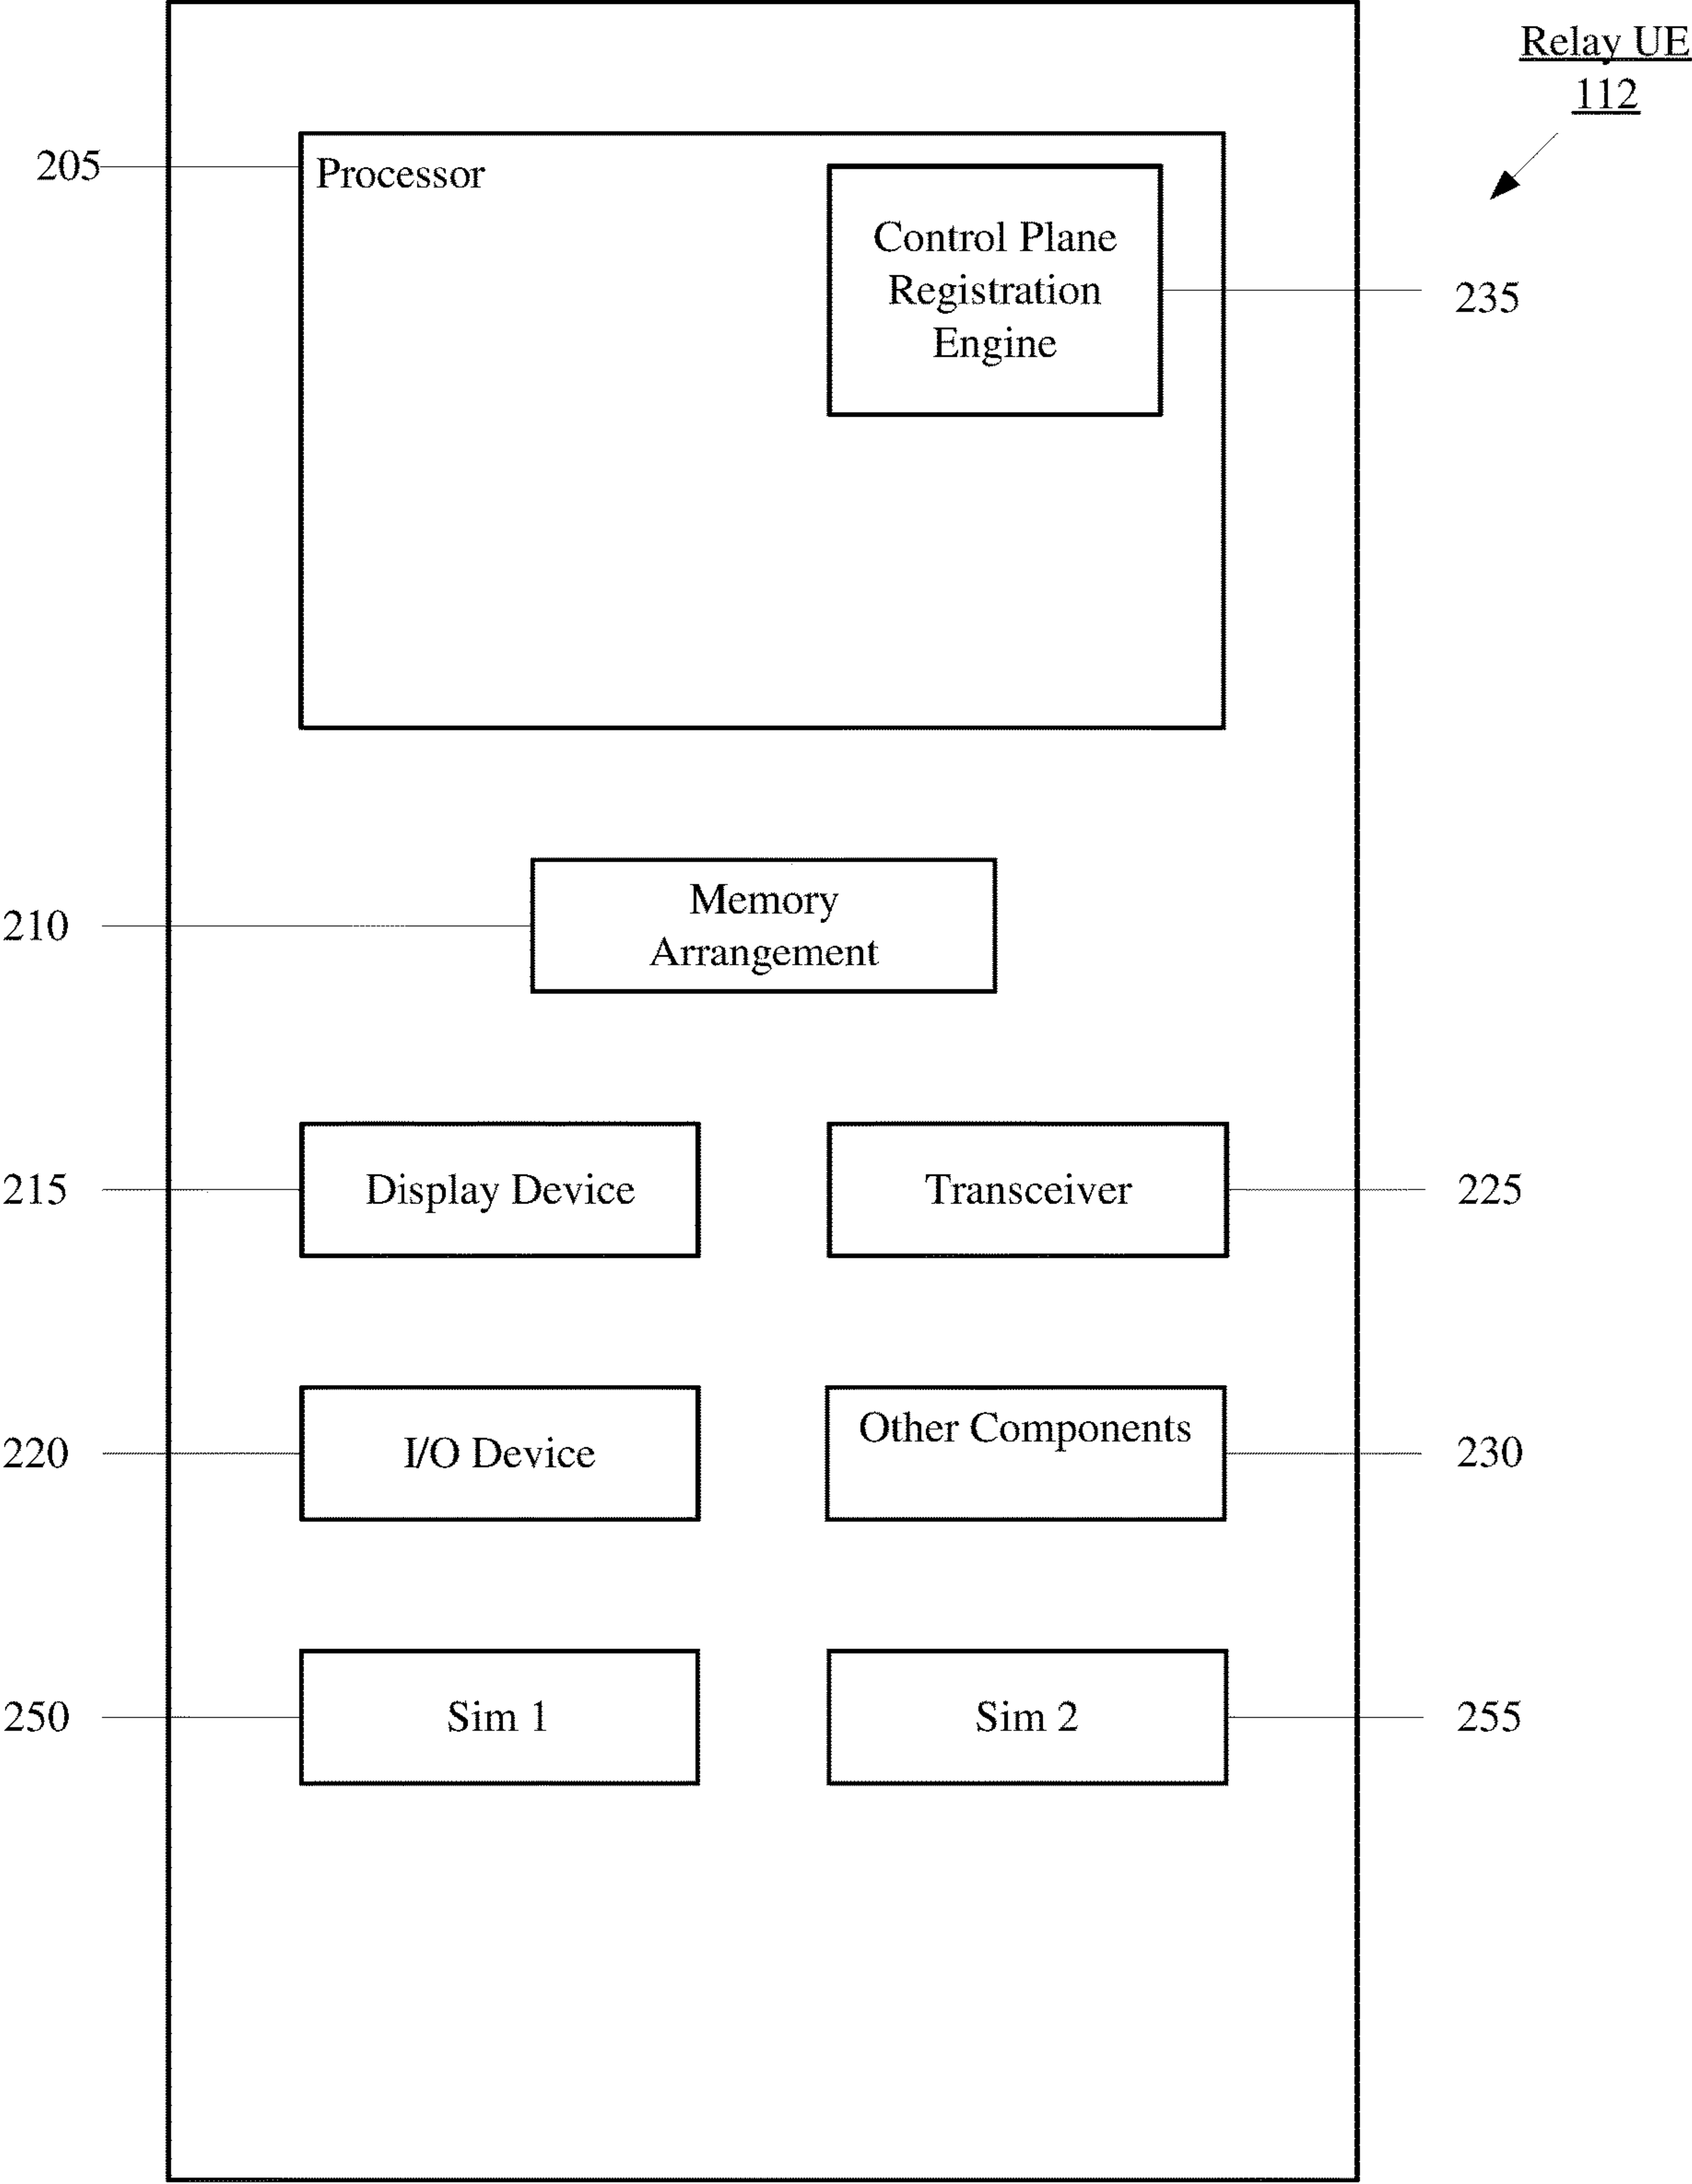 Relay UE
112
205
Processor
Control Plane
Registration
Engine
235
210
Memory
Arrangement
215
Display Device
Transceiver
225
220
I/O Device
Other Components
230
250
Sim 1
Sim 2
255